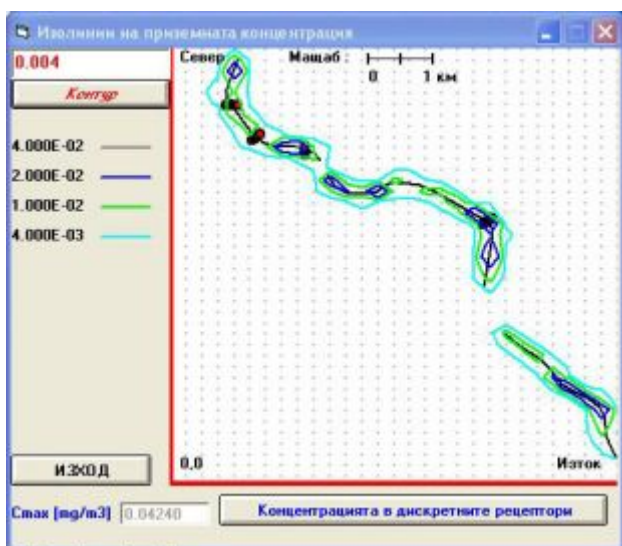 Изолинии на приземната концентрация
0.004
Контур
4.000E-02
2.000E-02
1.000E-02
4.000E-03
Север
Мащаб :
0 1 км
0,0
Изток
ИЗХОД
Cmax [mg/m3] 0.04240
Концентрацията в дискретните рецептори